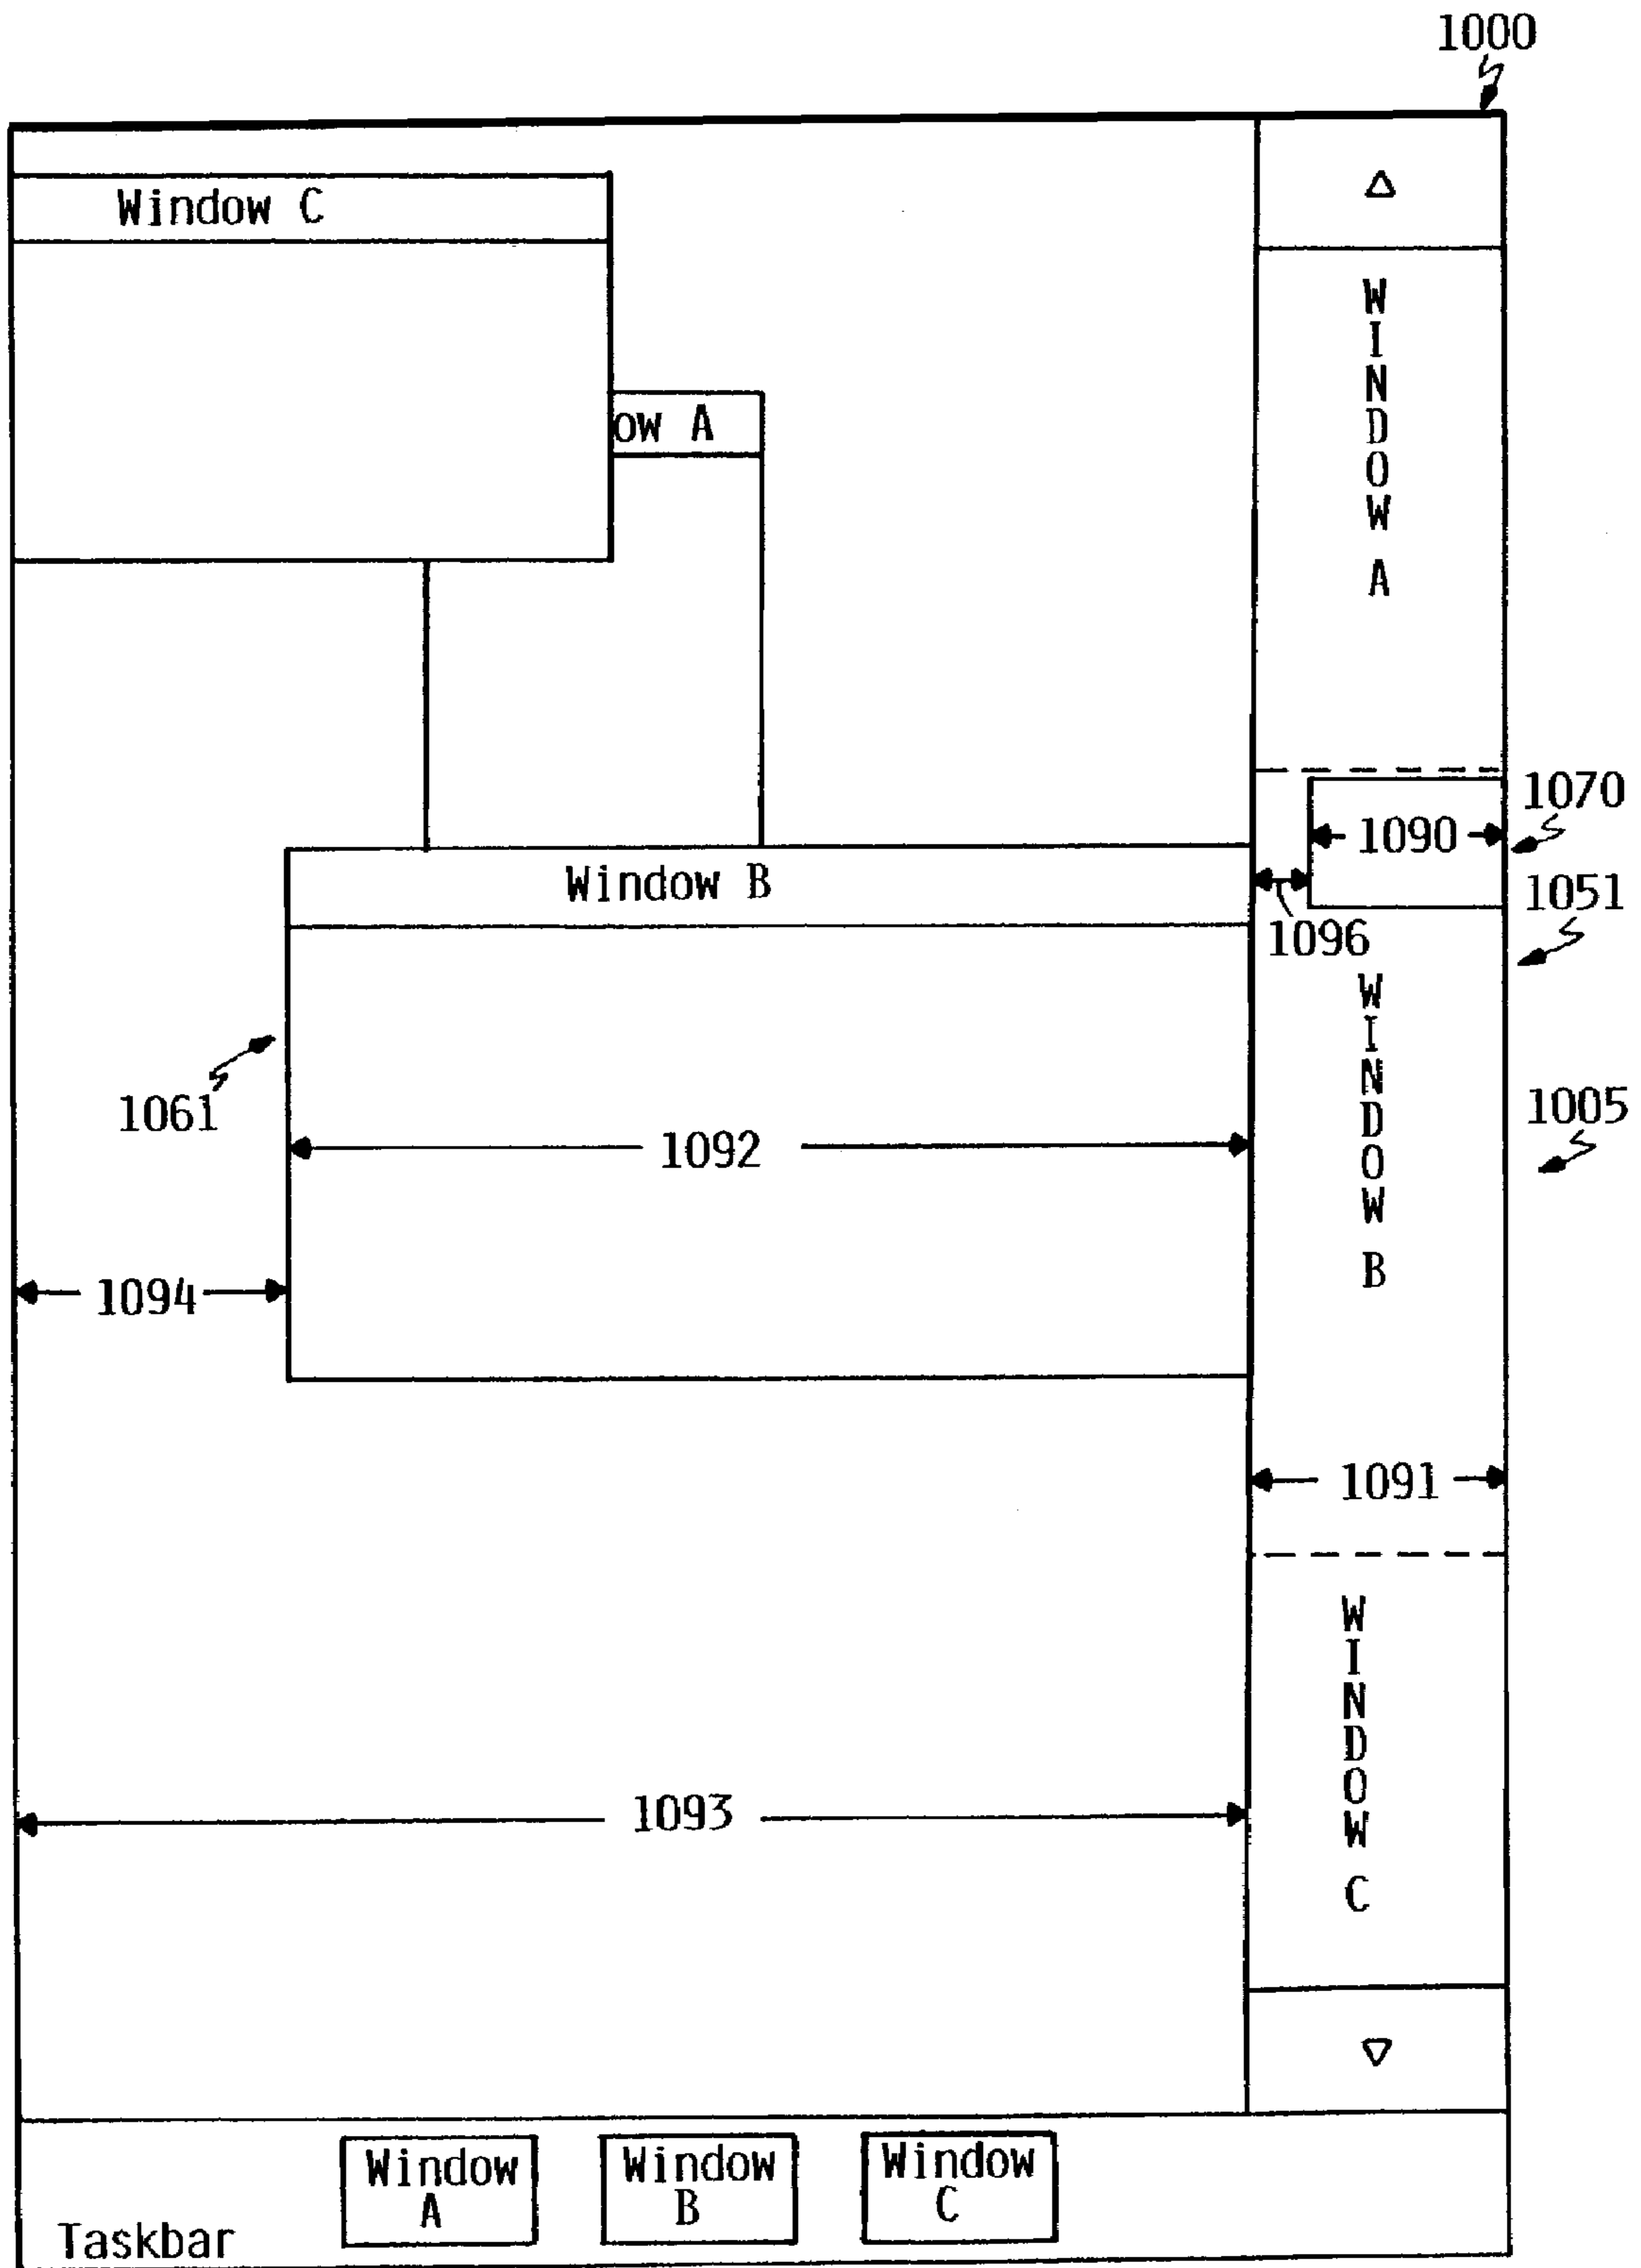 1000
Window C
△
WINDOW A
ow A
1070
1090
Window B
1051
1096
WINDOW B
1061
1005
1092
1094
1091
WINDOW C
1093
▽
Window
A
Window
B
Window
C
Taskbar